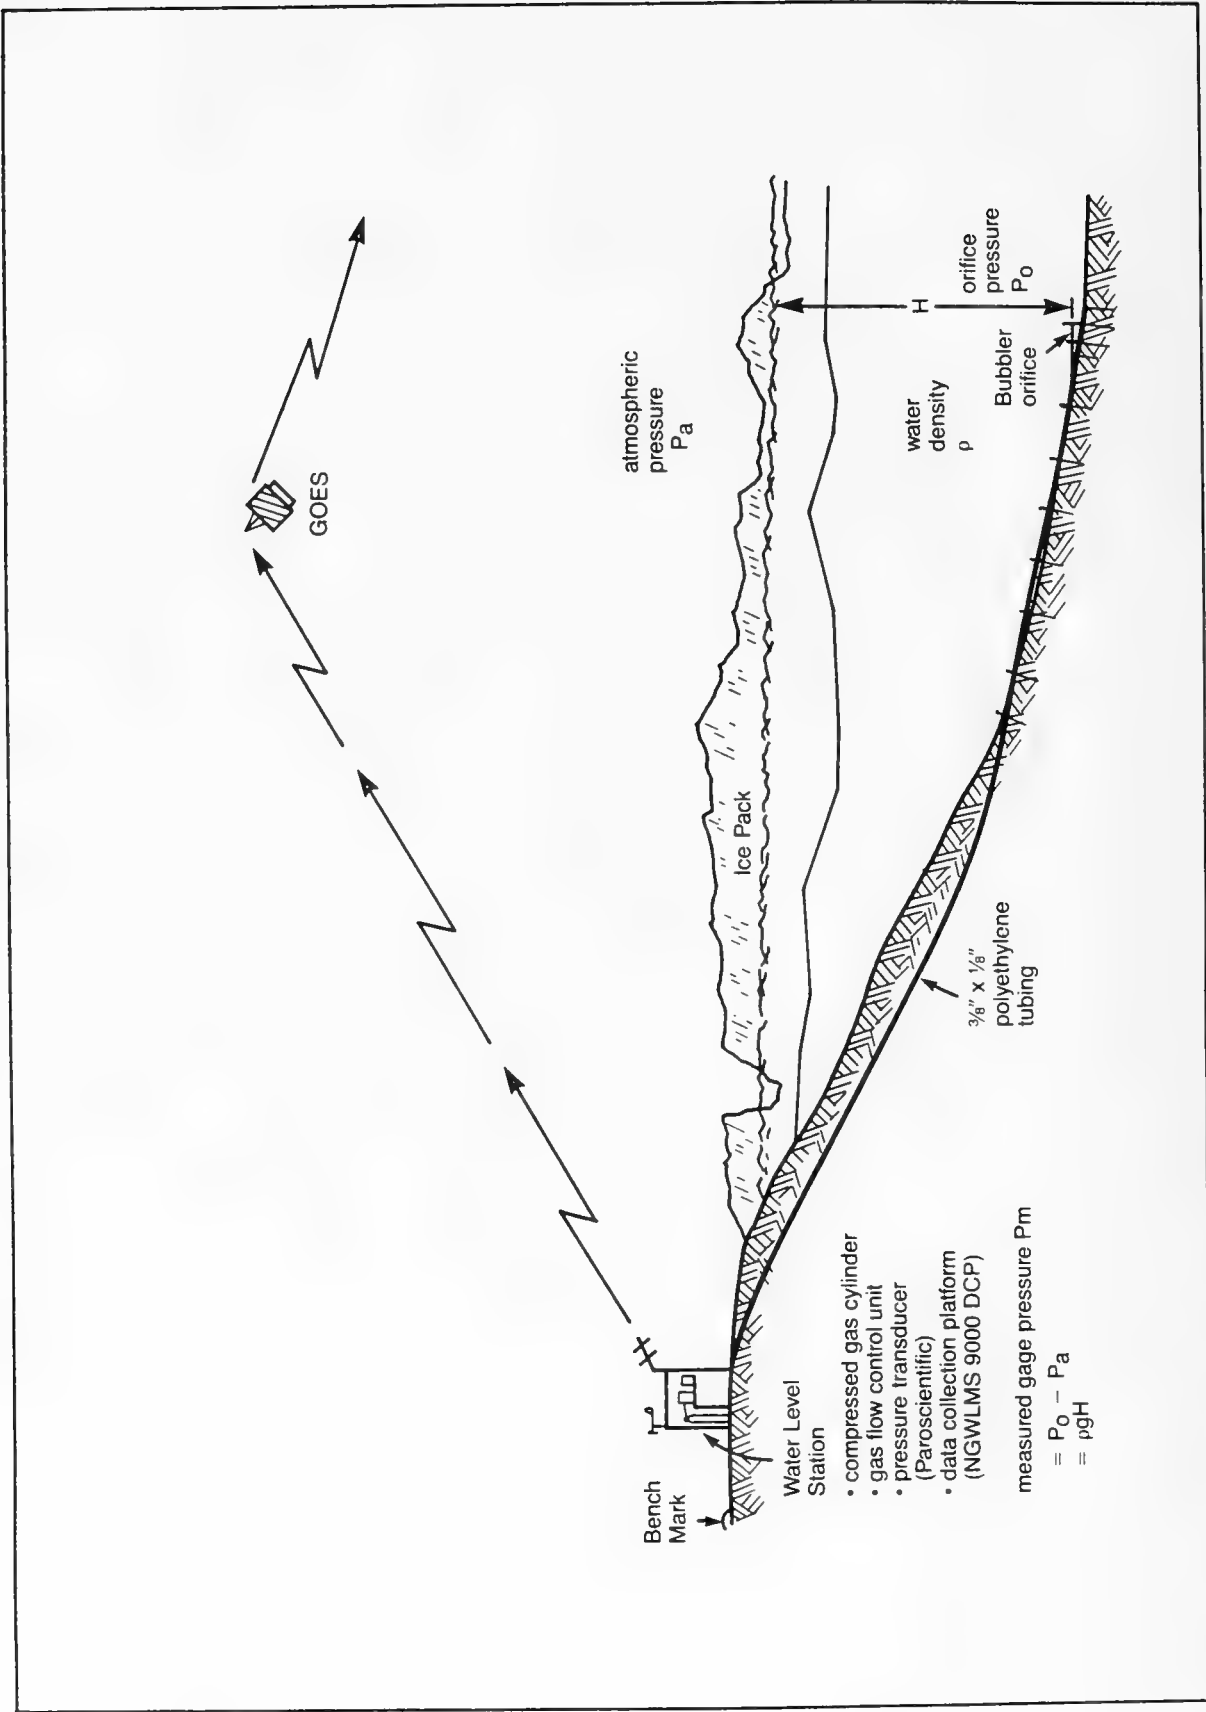 GOES
atmospheric
pressure
Pa
Ice Pack
H
orifice
pressure
Po
water
density
ρ
Bubbler
orifice
Bench
Mark
Water Level
Station
• compressed gas cylinder
• gas flow control unit
• pressure transducer
(Paroscientific)
• data collection platform
(NGWLMS 9000 DCP)
3/8" x 1/8"
polyethylene
tubing
measured gage pressure Pm
= Po − Pa
= ρgH